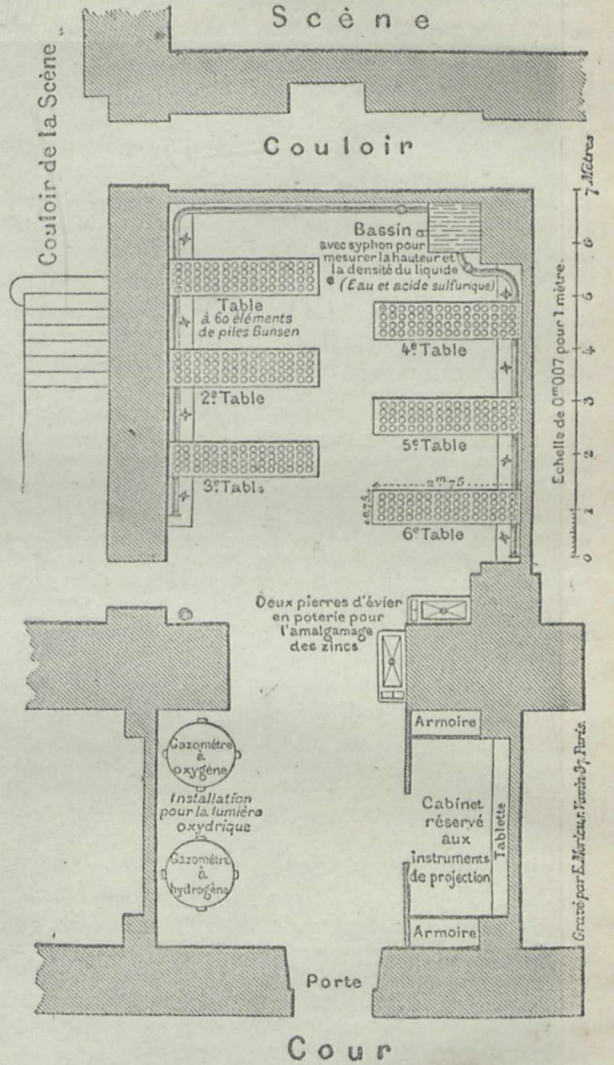 Scène
Couloir de la Scène
Couloir
Bassin
avec syphon pour
mesurer la hauteur et
la densité du liquide
(Eau et acide sulfurique)
Table
à 60 éléments
de piles Bunsen
4e Table
2e Table
5e Table
3e Table
2m75
0,75
6e Table
Echelle de 0m007 pour 1 mètre.
0 1 2 3 4 5 6 7 Mètres
Deux pierres d'évier
en poterie pour
l'amalgamage
des zincs
Gazomètre
à
oxygène
Installation
pour la lumière
oxydrique
Gazomètre
à
hydrogène
Armoire
Cabinet
réservé
aux
instruments
de projection
Tablette
Armoire
Gravé par E. Morieu, r. Vavin 37, Paris.
Porte
Cour